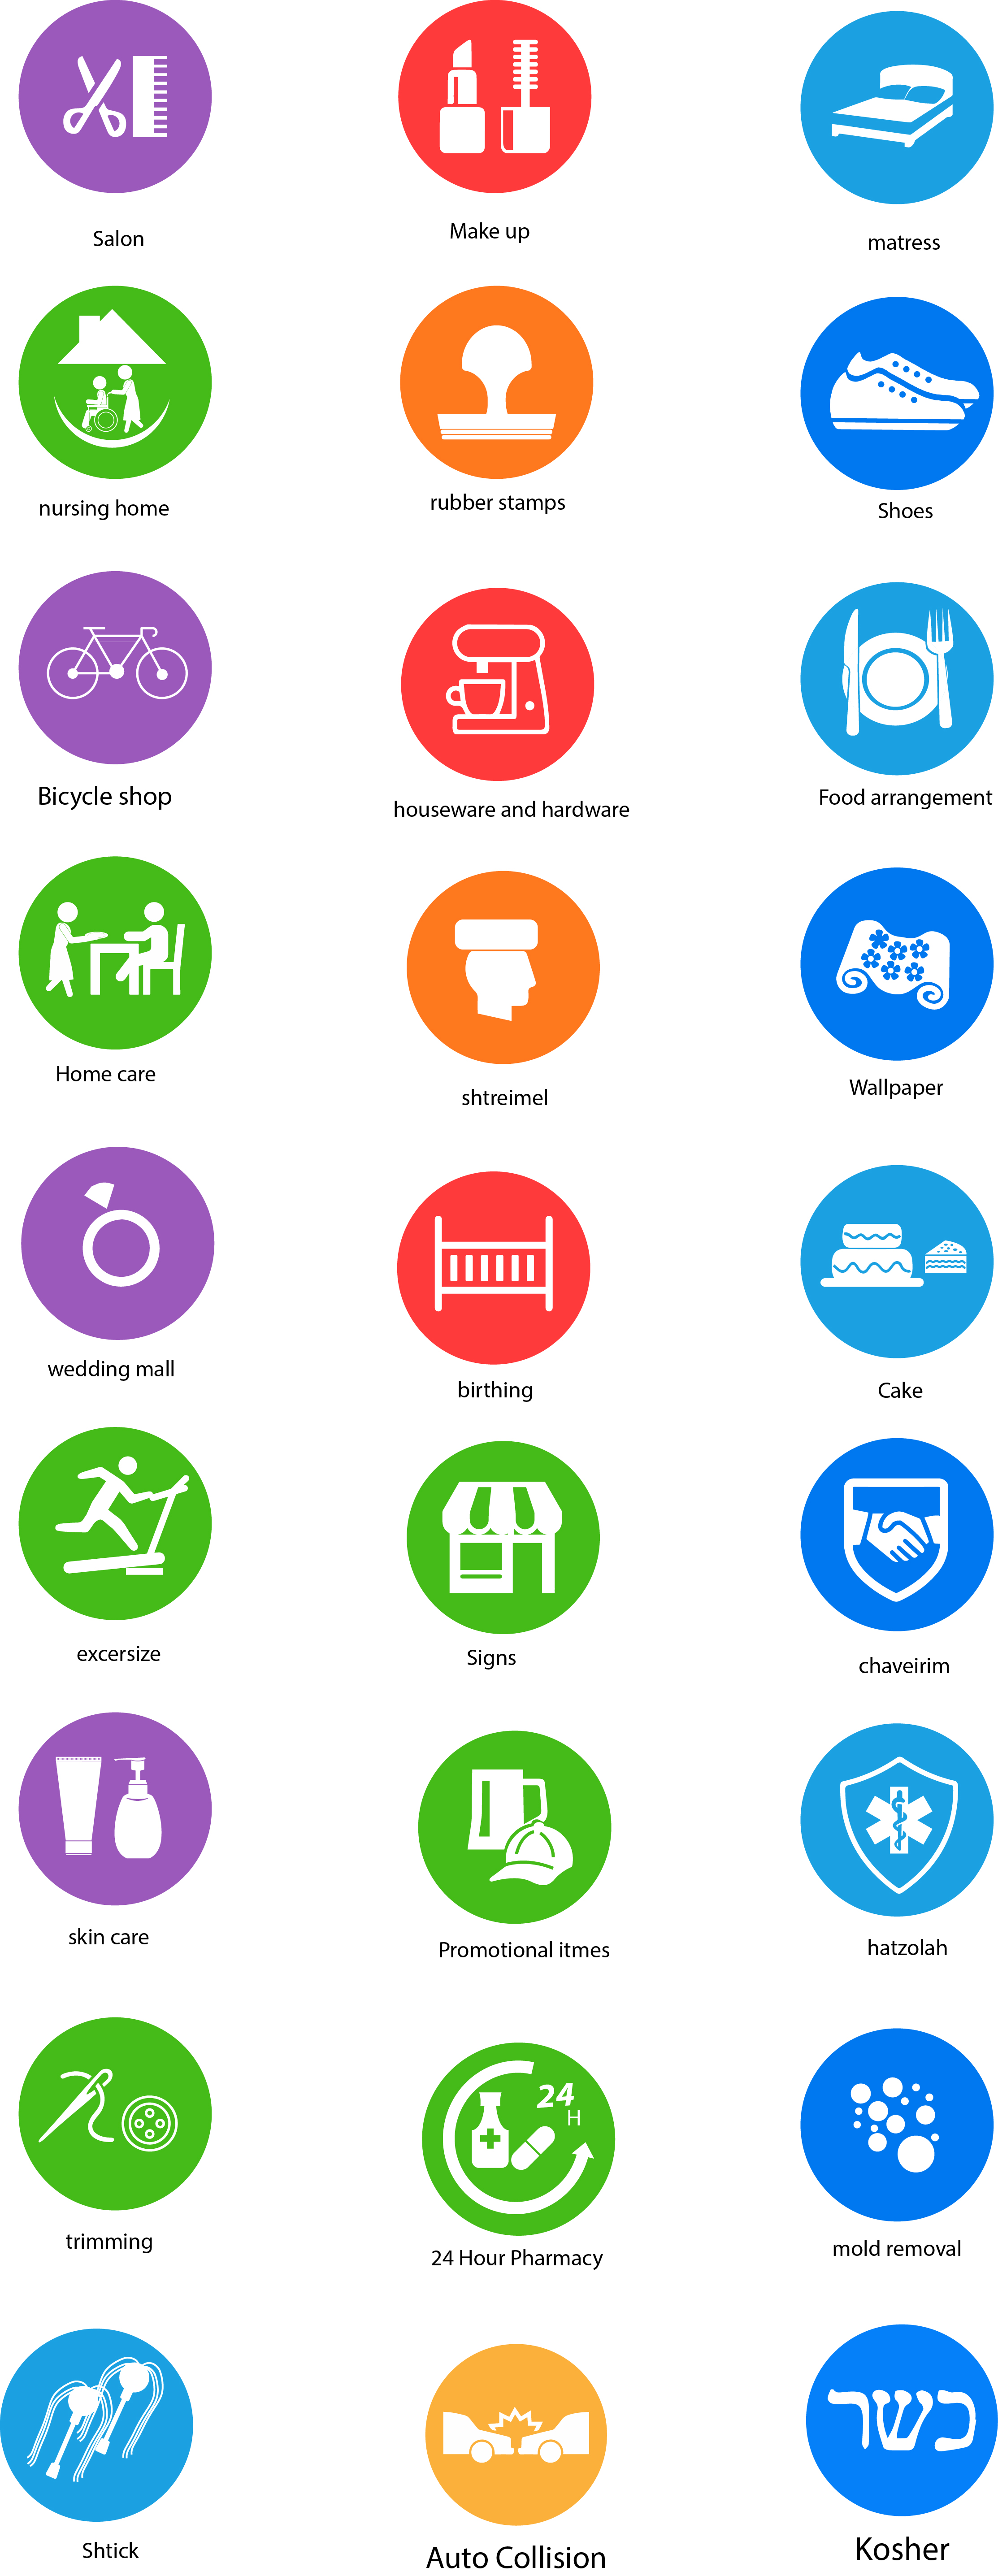 Salon
Make up
matress
nursing home
rubber stamps
Shoes
Bicycle shop
houseware and hardware
Food arrangement
Home care
shtreimel
Wallpaper
wedding mall
birthing
Cake
excersize
Signs
chaveirim
skin care
Promotional itmes
hatzolah
trimming
24
H
24 Hour Pharmacy
mold removal
כשר
Shtick
Auto Collision
Kosher